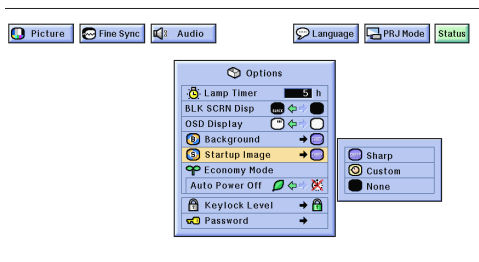 Picture Fine Sync Audio Language PRJ Mode Status
Options
Lamp Timer 5 h
BLK SCRN Disp
OSD Display
Background
Startup Image
Economy Mode
Auto Power Off
Keylock Level
Password
Sharp
Custom
None